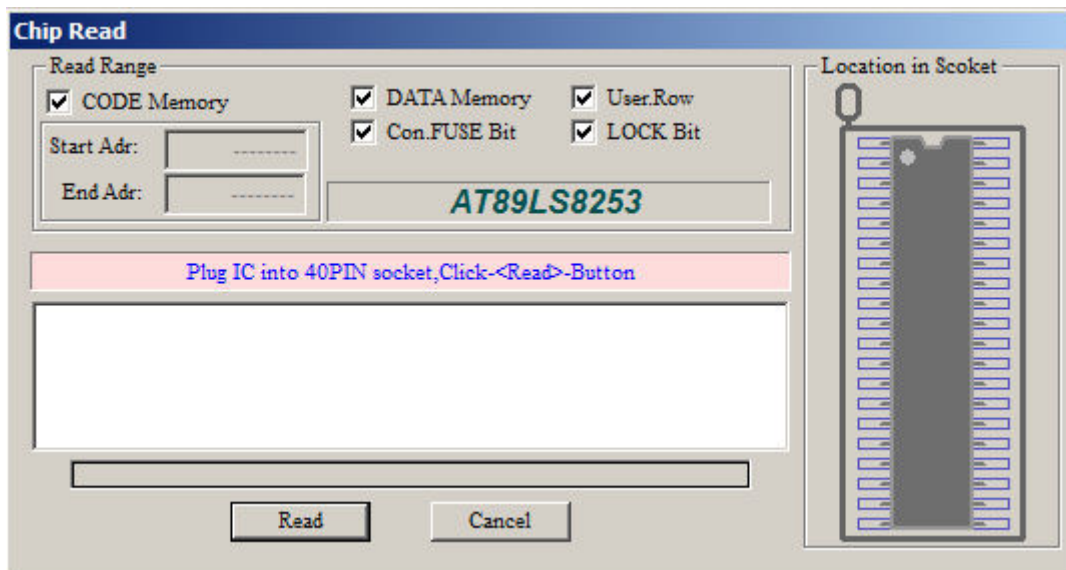 Chip Read
Read Range
CODE Memory
DATA Memory
User.Row
Con.FUSE Bit
LOCK Bit
Start Adr: --------
End Adr: --------
AT89LS8253
Plug IC into 40PIN socket,Click-<Read>-Button
Read
Cancel
Location in Scoket